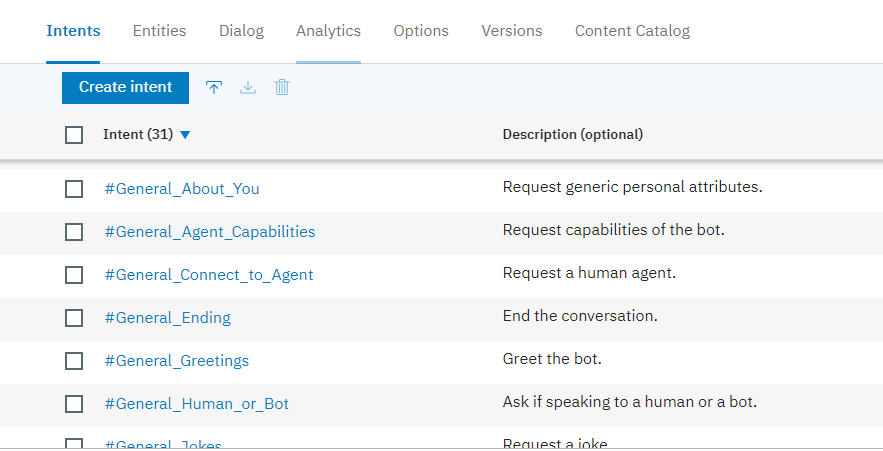 Intents Entities Dialog Analytics Options Versions Content Catalog
Create intent
Intent (31) Description (optional)
#General_About_You Request generic personal attributes.
#General_Agent_Capabilities Request capabilities of the bot.
#General_Connect_to_Agent Request a human agent.
#General_Ending End the conversation.
#General_Greetings Greet the bot.
#General_Human_or_Bot Ask if speaking to a human or a bot.
#General_Jokes Request a joke